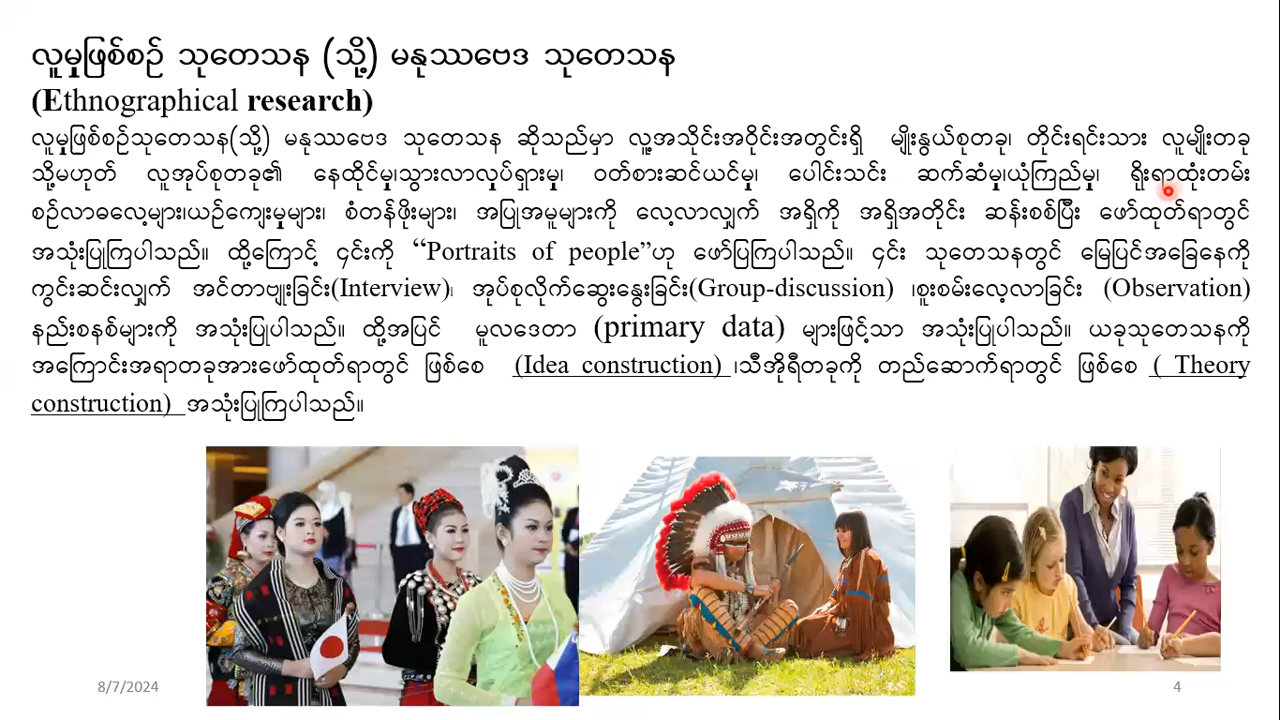 လူမှုဖြစ်စဉ် သုတေသန (သို့) မနုဿဗေဒ သုတေသန
(Ethnographical research)
လူမှုဖြစ်စဉ်သုတေသန(သို့) မနုဿဗေဒ သုတေသန ဆိုသည်မှာ လူ့အသိုင်းအဝိုင်းအတွင်းရှိ မျိုးနွယ်စုတခု၊ တိုင်းရင်းသား လူမျိုးတခု
သို့မဟုတ် လူအုပ်စုတခု၏ နေထိုင်မှု၊သွားလာလှုပ်ရှားမှု၊ ဝတ်စားဆင်ယင်မှု၊ ပေါင်းသင်း ဆက်ဆံမှု၊ယုံကြည်မှု၊ ရိုးရာထုံးတမ်း
စဉ်လာဓလေ့များ၊ယဉ်ကျေးမှုများ၊ စံတန်ဖိုးများ၊ အပြုအမူများကို လေ့လာလျှက် အရှိကို အရှိအတိုင်း ဆန်းစစ်ပြီး ဖော်ထုတ်ရာတွင်
အသုံးပြုကြပါသည်။ ထို့ကြောင့် ၄င်းကို “Portraits of people”ဟု ဖော်ပြကြပါသည်။ ၄င်း သုတေသနတွင် မြေပြင်အခြေနေကို
ကွင်းဆင်းလျှက် အင်တာဗျူးခြင်း(Interview)၊ အုပ်စုလိုက်ဆွေးနွေးခြင်း(Group-discussion) ၊စူးစမ်းလေ့လာခြင်း (Observation)
နည်းစနစ်များကို အသုံးပြုပါသည်။ ထို့အပြင် မူလဒေတာ (primary data) များဖြင့်သာ အသုံးပြုပါသည်။ ယခုသုတေသနကို
အကြောင်းအရာတခုအားဖော်ထုတ်ရာတွင် ဖြစ်စေ (Idea construction) ၊သီအိုရီတခုကို တည်ဆောက်ရာတွင် ဖြစ်စေ ( Theory
construction) အသုံးပြုကြပါသည်။
8/7/2024
4